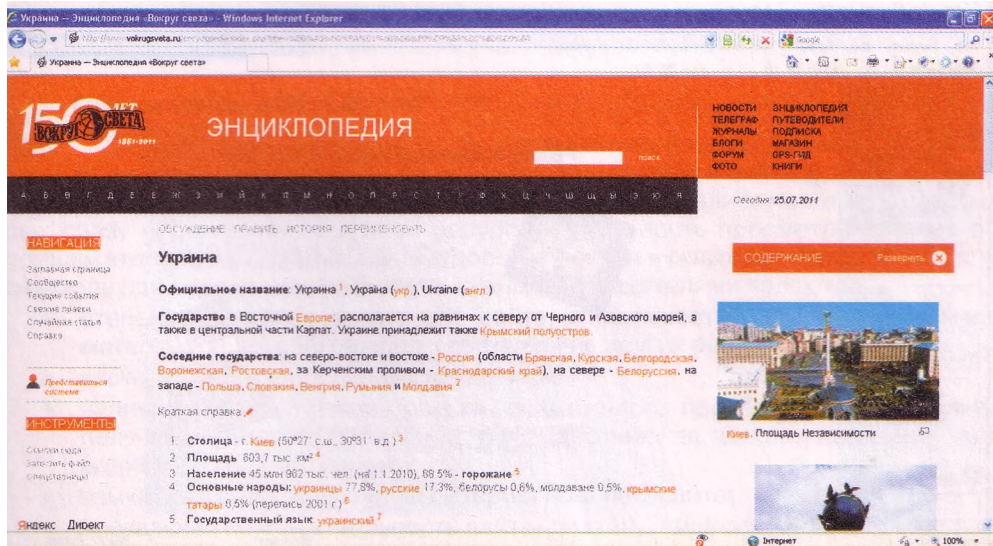 Украина — Энциклопедия «Вокруг света» - Windows Internet Explorer
vokrugsveta.ru
Google
Украина — Энциклопедия «Вокруг света»
150 ЛЕТ
ВОКРУГ СВЕТА
1861-2011
ЭНЦИКЛОПЕДИЯ
поиск
НОВОСТИ ЭНЦИКЛОПЕДИЯ
ТЕЛЕГРАФ ПУТЕВОДИТЕЛИ
ЖУРНАЛЫ ПОДПИСКА
БЛОГИ МАГАЗИН
ФОРУМ GPS-ГИД
ФОТО КНИГИ
А Б В Г Д Е Ж З И Й К Л М Н О П Р С Т У Ф Х Ц Ч Ш Щ Ы Э Ю Я
Сегодня 25.07.2011
ОБСУЖДЕНИЕ ПРАВИТЬ ИСТОРИЯ ПЕРЕИМЕНОВАТЬ
НАВИГАЦИЯ
Заглавная страница
Сообщество
Текущие события
Свежие правки
Случайная статья
Справка
Представиться
системе
ИНСТРУМЕНТЫ
Ссылки сюда
Загрузить файл
Спецстраницы
Яндекс Директ
Украина
Официальное название: Украина 1, Україна (укр.), Ukraine (англ.)
Государство в Восточной Европе, располагается на равнинах к северу от Черного и Азовского морей, а
также в центральной части Карпат. Украине принадлежит также Крымский полуостров.
Соседние государства: на северо-востоке и востоке - Россия (области Брянская, Курская, Белгородская,
Воронежская, Ростовская, за Керченским проливом - Краснодарский край), на севере - Белоруссия, на
западе - Польша, Словакия, Венгрия, Румыния и Молдавия 2
Краткая справка
1. Столица - г. Киев (50°27' с.ш., 30°31' в.д.) 3
2 Площадь 603,7 тыс. км² 4
3 Население 45 млн 962 тыс. чел. (на 1.1.2010), 68.5% - горожане 5
4 Основные народы: украинцы 77,8%, русские 17,3%, белорусы 0,6%, молдаване 0,5%, крымские
татары 0,5% (перепись 2001 г.) 6
5. Государственный язык украинский 7
СОДЕРЖАНИЕ Развернуть
Киев. Площадь Независимости
Интернет
100%